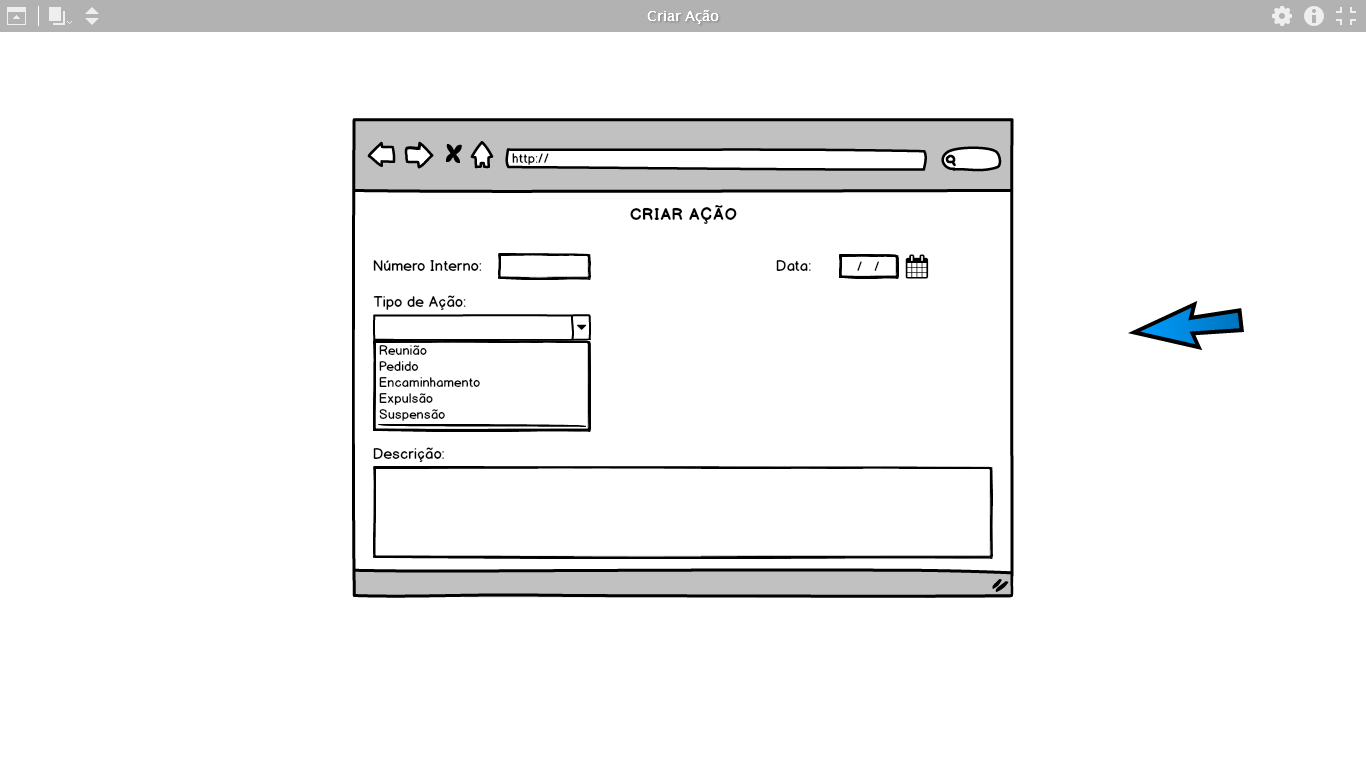 Criar Ação
http://
CRIAR AÇÃO
Número Interno:
Data: / /
Tipo de Ação:
Reunião
Pedido
Encaminhamento
Expulsão
Suspensão
Descrição: